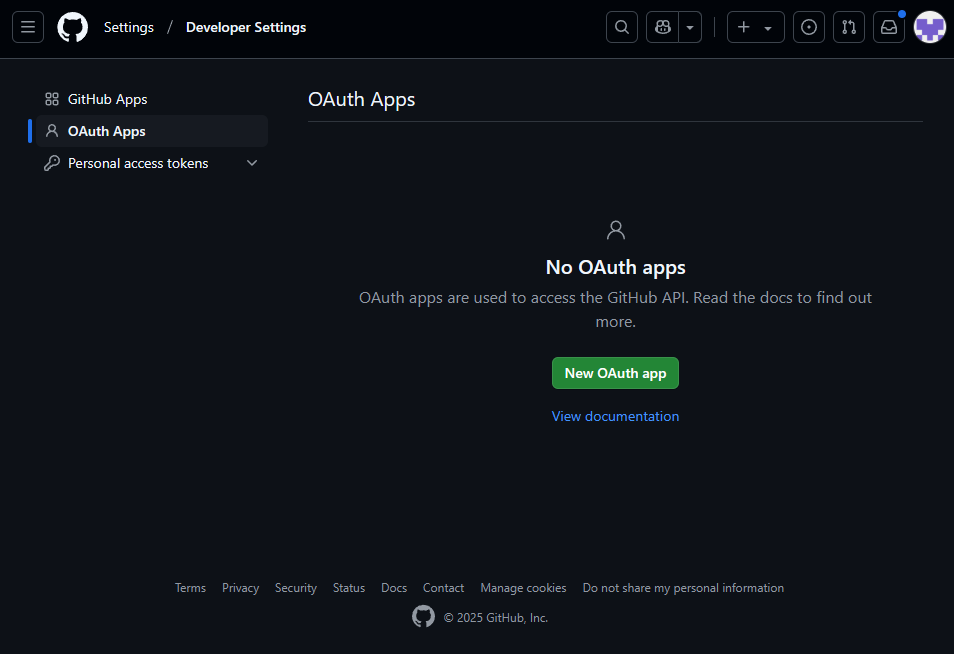 Settings / Developer Settings
GitHub Apps
OAuth Apps
Personal access tokens
OAuth Apps
No OAuth apps
OAuth apps are used to access the GitHub API. Read the docs to find out
more.
New OAuth app
View documentation
Terms Privacy Security Status Docs Contact Manage cookies Do not share my personal information
© 2025 GitHub, Inc.